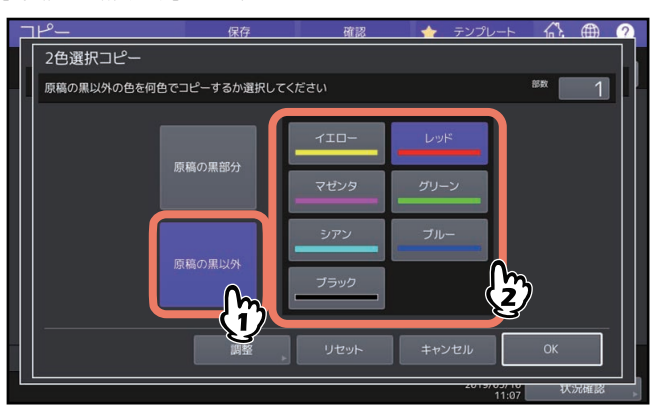 コピー 保存 確認 テンプレート ?
2色選択コピー
原稿の黒以外の色を何色でコピーするか選択してください 部数 1
イエロー レッド
原稿の黒部分
マゼンタ グリーン
シアン ブルー
原稿の黒以外
ブラック
1 2
調整 リセット キャンセル OK
11:07 状況確認